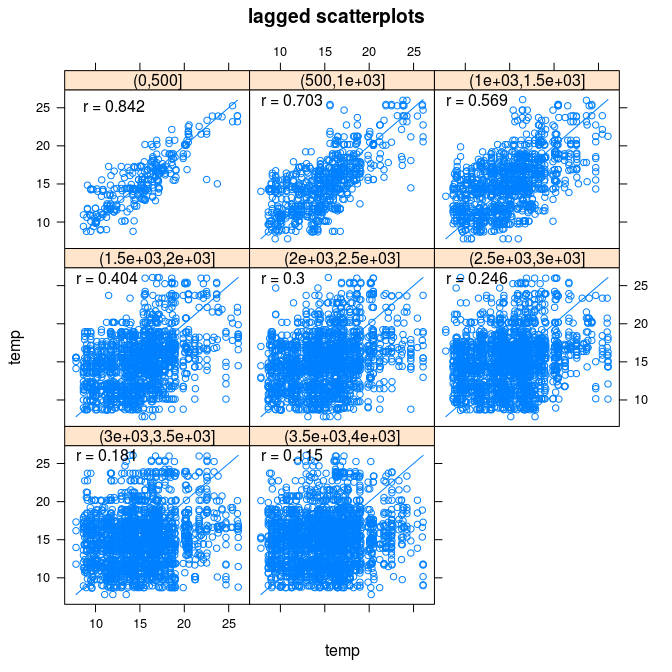 lagged scatterplots
10 15 20 25
(0,500] (500,1e+03] (1e+03,1.5e+03]
r = 0.842 r = 0.703 r = 0.569
25
20
15
10
(1.5e+03,2e+03] (2e+03,2.5e+03] (2.5e+03,3e+03]
r = 0.404 r = 0.3 r = 0.246
25
20
15
10
temp
(3e+03,3.5e+03] (3.5e+03,4e+03]
r = 0.181 r = 0.115
25
20
15
10
10 15 20 25
temp